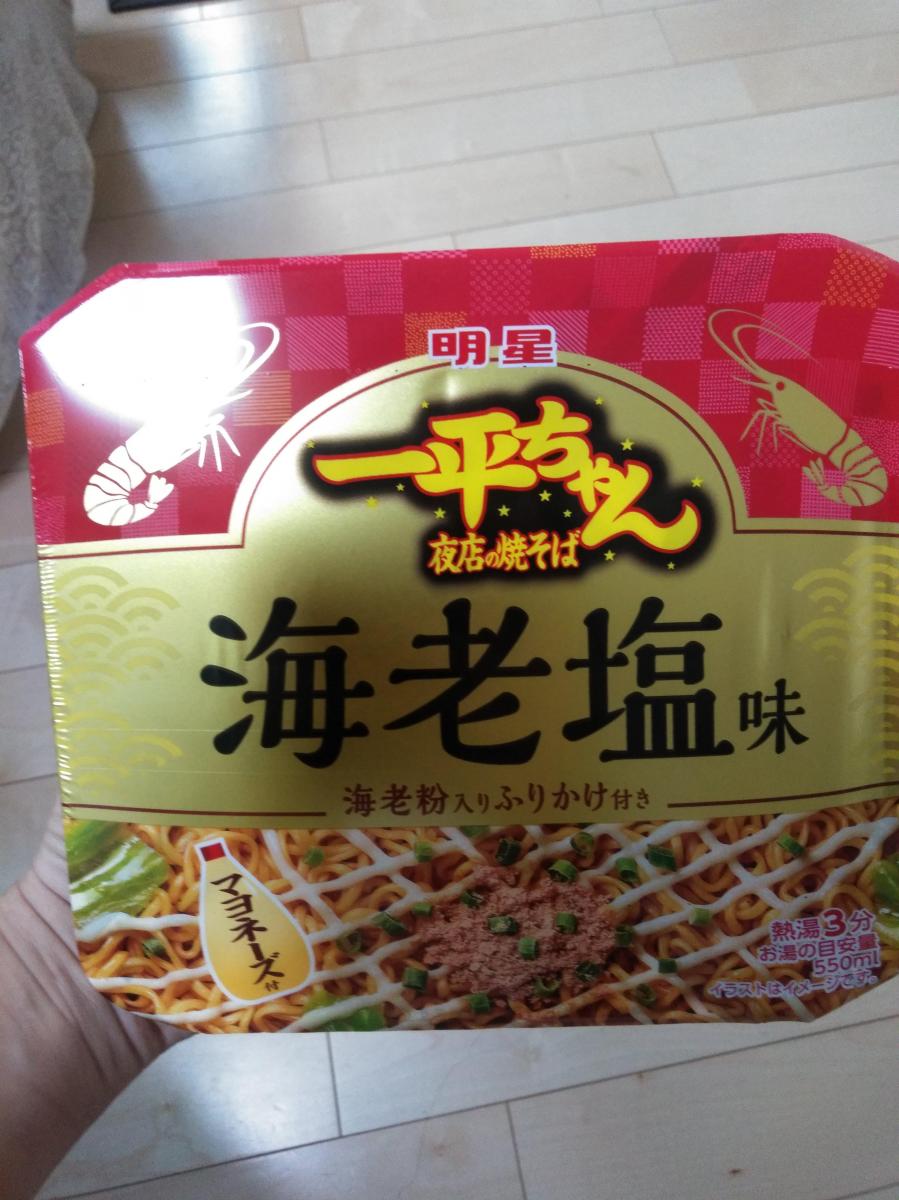 明星
一平ちゃん
夜店の焼そば
海老塩味
海老粉入りふりかけ付き
マヨネーズ付
熱湯3分
お湯の目安量
550ml
イラストはイメージです。